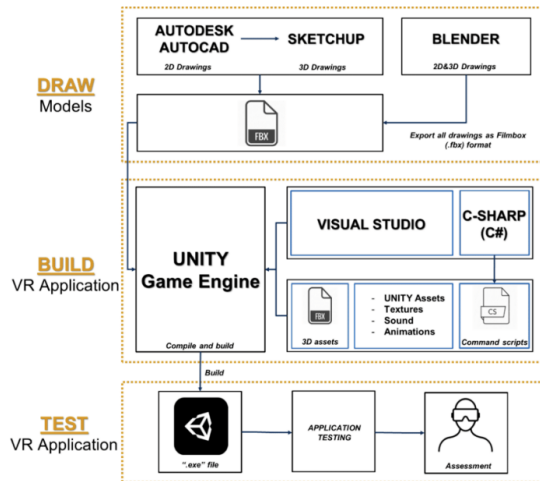 DRAW
Models
AUTODESK
AUTOCAD
2D Drawings
SKETCHUP
3D Drawings
BLENDER
2D&3D Drawings
FBX
Export all drawings as Filmbox
(.fbx) format
BUILD
VR Application
UNITY
Game Engine
Compile and build
VISUAL STUDIO
C-SHARP
(C#)
FBX
3D assets
- UNITY Assets
- Textures
- Sound
- Animations
CS
Command scripts
Build
TEST
VR Application
".exe" file
APPLICATION
TESTING
Assessment